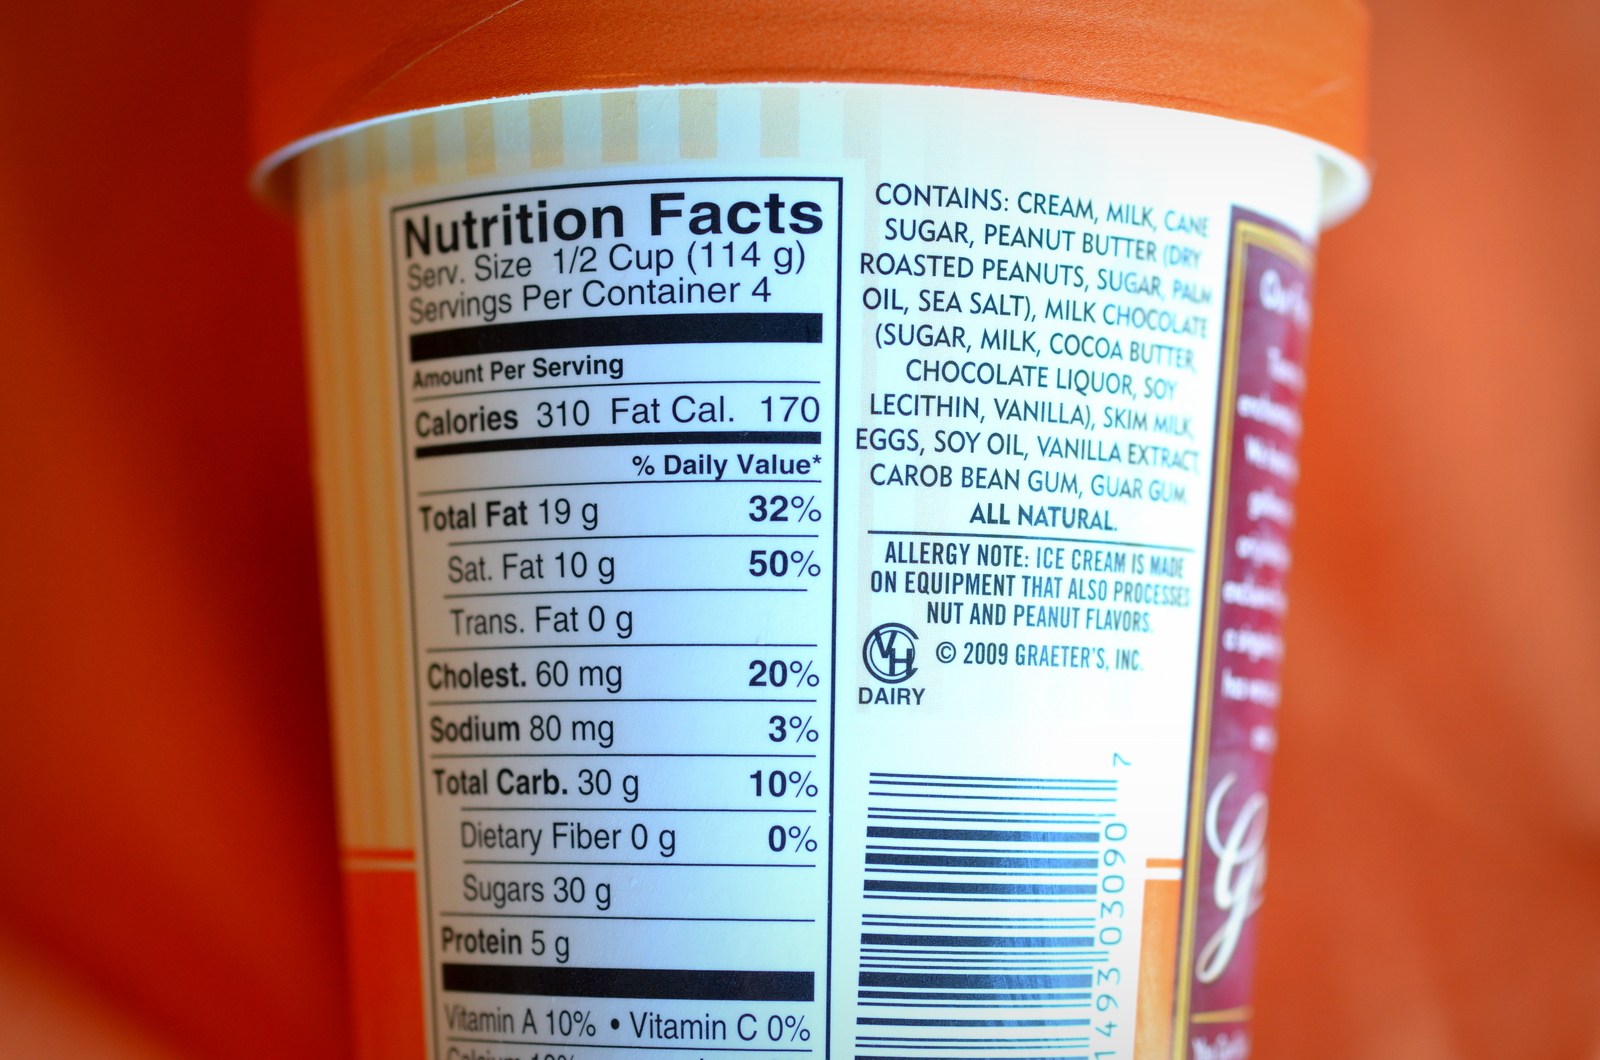 Nutrition Facts
Serv. Size 1/2 Cup (114 g)
Servings Per Container 4
Amount Per Serving
Calories 310 Fat Cal. 170
% Daily Value*
Total Fat 19 g 32%
Sat. Fat 10 g 50%
Trans. Fat 0 g
Cholest. 60 mg 20%
Sodium 80 mg 3%
Total Carb. 30 g 10%
Dietary Fiber 0 g 0%
Sugars 30 g
Protein 5 g
Vitamin A 10% • Vitamin C 0%
CONTAINS: CREAM, MILK, CANE
SUGAR, PEANUT BUTTER (DRY
ROASTED PEANUTS, SUGAR, PALM
OIL, SEA SALT), MILK CHOCOLATE
(SUGAR, MILK, COCOA BUTTER,
CHOCOLATE LIQUOR, SOY
LECITHIN, VANILLA), SKIM MILK,
EGGS, SOY OIL, VANILLA EXTRACT,
CAROB BEAN GUM, GUAR GUM.
ALL NATURAL.
ALLERGY NOTE: ICE CREAM IS MADE
ON EQUIPMENT THAT ALSO PROCESSES
NUT AND PEANUT FLAVORS.
VH
DAIRY
© 2009 GRAETER'S, INC.
1493 03090 7